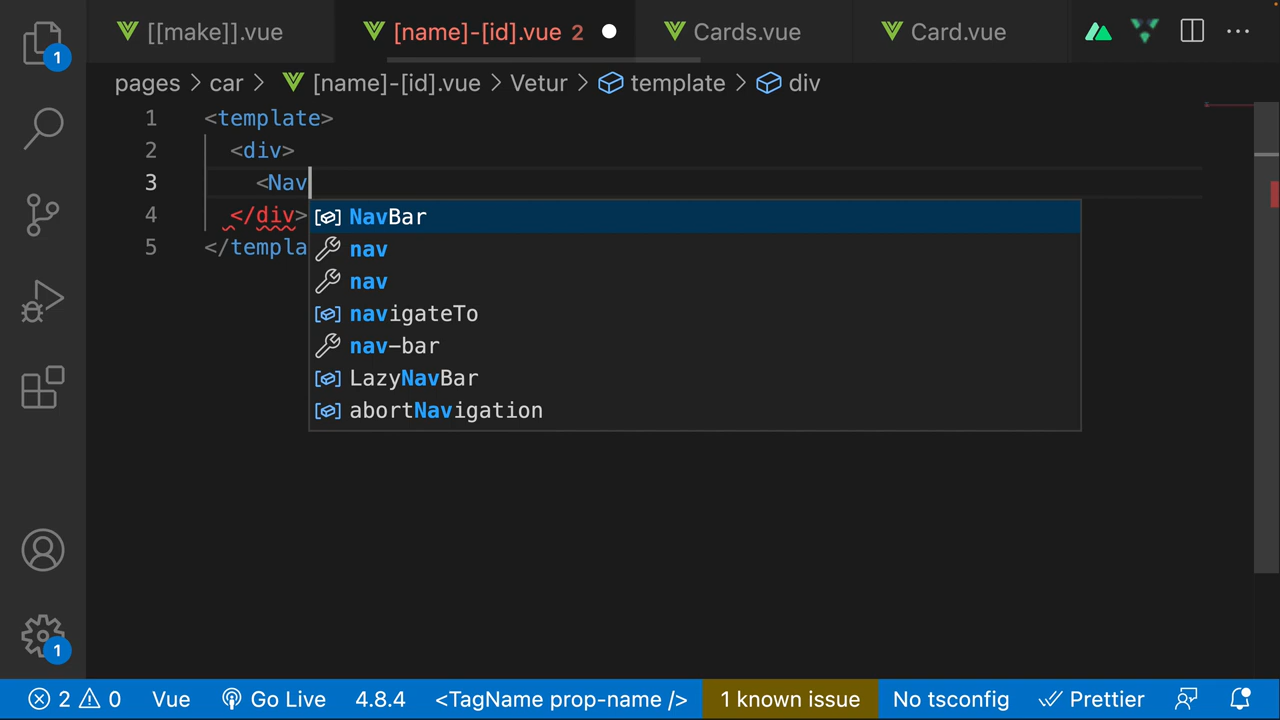 [[make]].vue
[name]-[id].vue 2
Cards.vue
Card.vue
1
pages > car > [name]-[id].vue > Vetur > template > div
1 <template>
2 <div>
3 <Nav
4 </div>
5 </templa
NavBar
nav
nav
navigateTo
nav-bar
LazyNavBar
abortNavigation
1
2 0 Vue Go Live 4.8.4 <TagName prop-name /> 1 known issue No tsconfig Prettier